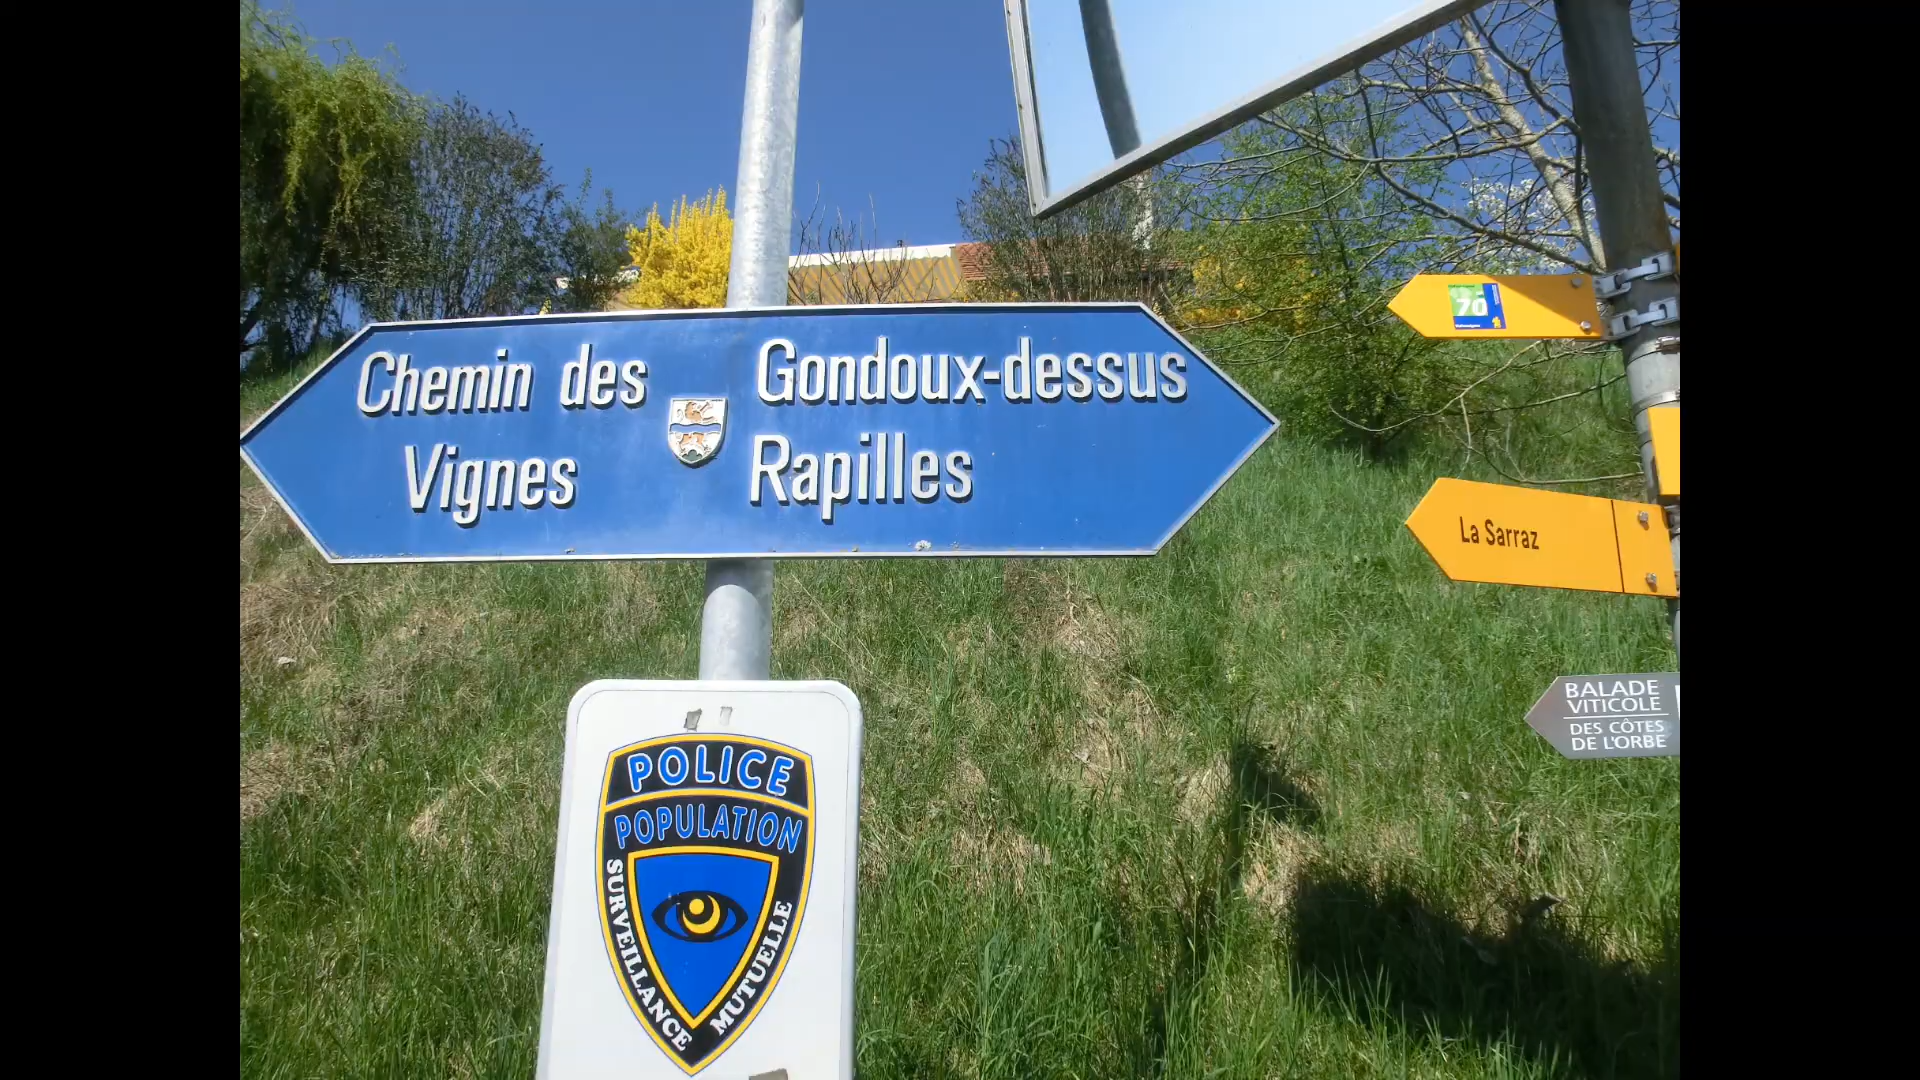 Chemin des
Vignes
Gondoux-dessus
Rapilles
POLICE
POPULATION
SURVEILLANCE
MUTUELLE
70
La Sarraz
BALADE
VITICOLE
DES CÔTES
DE L'ORBE